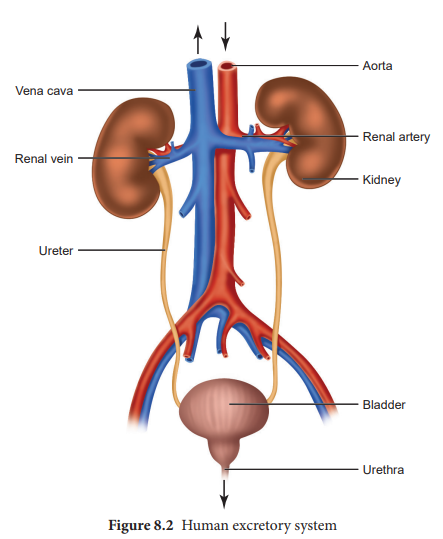 Aorta
Vena cava
Renal artery
Renal vein
Kidney
Ureter
Bladder
Urethra
Figure 8.2 Human excretory system